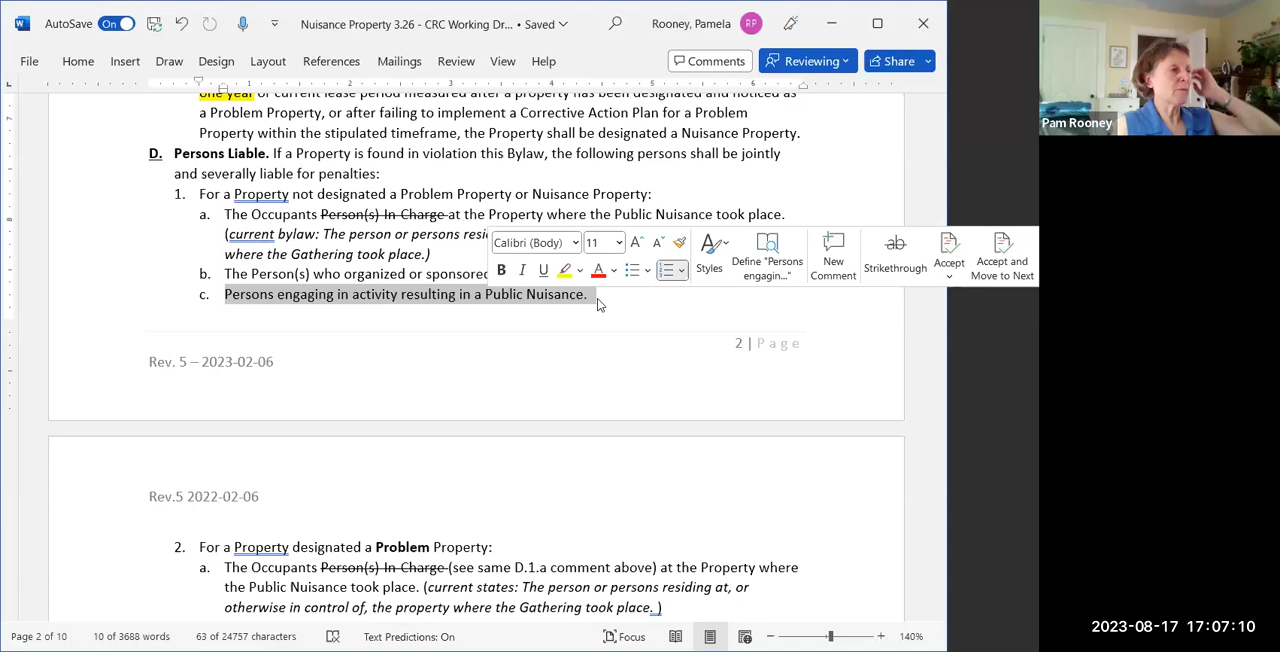 AutoSave On Nuisance Property 3.26 - CRC Working Dr... • Saved Rooney, Pamela RP
File Home Insert Draw Design Layout References Mailings Review View Help Comments Reviewing Share
2 3 4 5 6
one year or current lease period measured after a property has been designated and noticed as
a Problem Property, or after failing to implement a Corrective Action Plan for a Problem
Property within the stipulated timeframe, the Property shall be designated a Nuisance Property.
D. Persons Liable. If a Property is found in violation this Bylaw, the following persons shall be jointly
and severally liable for penalties:
1. For a Property not designated a Problem Property or Nuisance Property:
a. The Occupants Person(s) In Charge at the Property where the Public Nuisance took place.
(current bylaw: The person or persons resi
where the Gathering took place.)
b. The Person(s) who organized or sponsored
c. Persons engaging in activity resulting in a Public Nuisance.
Calibri (Body) 11 A A
B I U A
Styles
Define "Persons
engagin..."
New
Comment
ab
Strikethrough
Accept
Accept and
Move to Next
2 | Page
Rev. 5 – 2023-02-06
Rev.5 2022-02-06
2. For a Property designated a Problem Property:
a. The Occupants Person(s) In Charge (see same D.1.a comment above) at the Property where
the Public Nuisance took place. (current states: The person or persons residing at, or
otherwise in control of, the property where the Gathering took place. )
Page 2 of 10 10 of 3688 words 63 of 24757 characters Text Predictions: On Focus 140%
Pam Rooney
2023-08-17 17:07:10